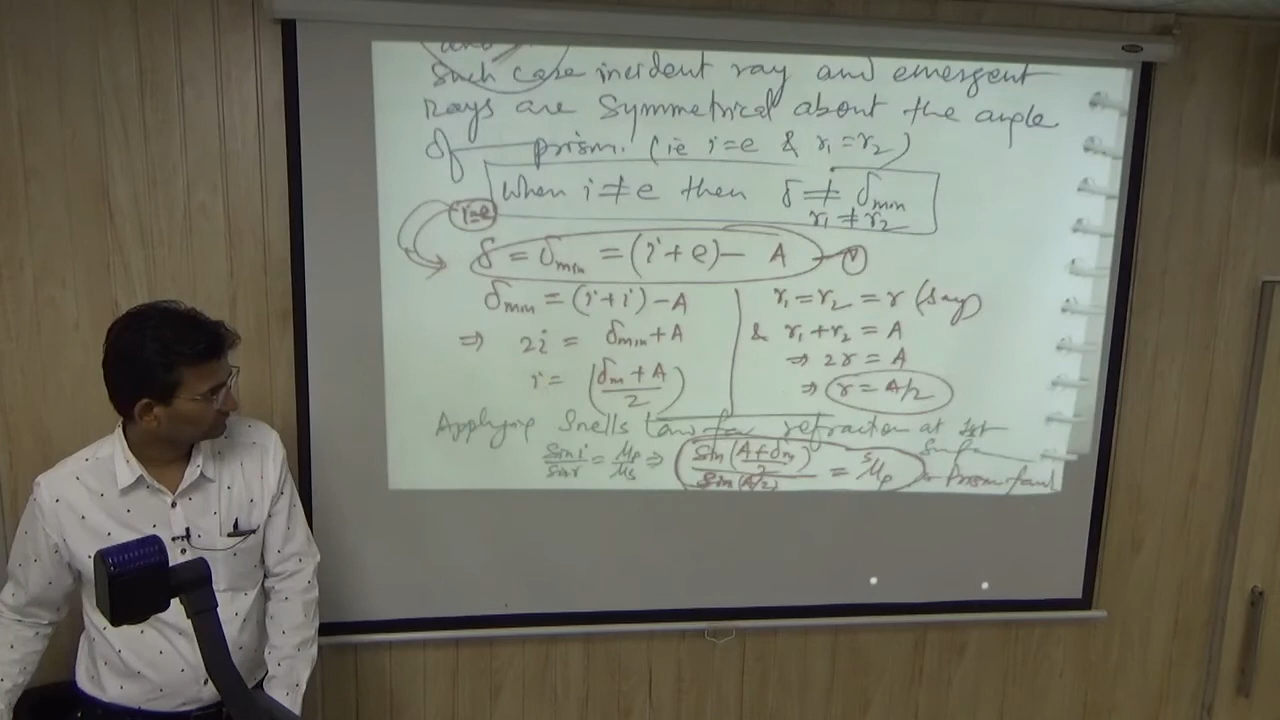 such case incident ray and emergent
rays are symmetrical about the angle
of prism. (ie i=e & r₁=r₂)
When i≠e then δ ≠ δmin
r₁ ≠ r₂
i=e
δ = δmin = (i+e) - A
δmin = (i+i) - A
⇒ 2i = δmin + A
i = (δm + A / 2)
r₁ = r₂ = r (say)
& r₁ + r₂ = A
⇒ 2r = A
⇒ r = A/2
Applying Snells law for refraction at 1st
sin i / sin r = μp / μs ⇒ sin (A+δm / 2) / sin (A/2) = ˢμp